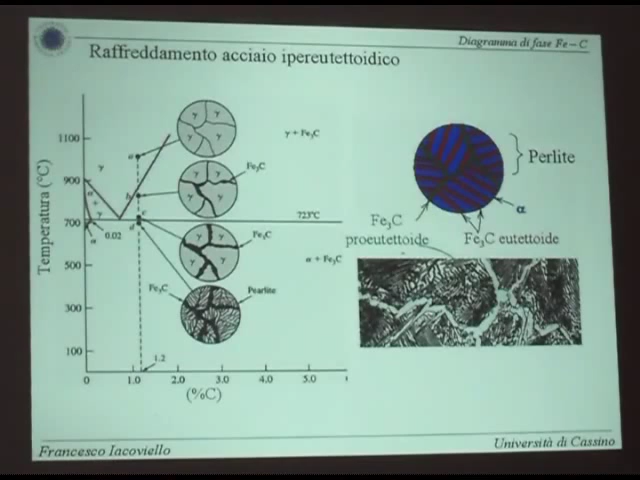 Diagramma di fase Fe – C
Raffreddamento acciaio ipereutettoidico
Temperatura (°C)
1100
900
700
500
300
100
0
1.0
2.0
3.0
4.0
5.0
(%C)
γ
α
+
γ
α
0.02
a
b
c
d
1.2
γ γ
γ γ
γ + Fe3C
Fe3C
γ γ
γ γ
723°C
Fe3C
γ γ
γ γ
α + Fe3C
Fe3C
Pearlite
Perlite
α
Fe3C
proeutettoide
Fe3C eutettoide
Francesco Iacoviello
Università di Cassino